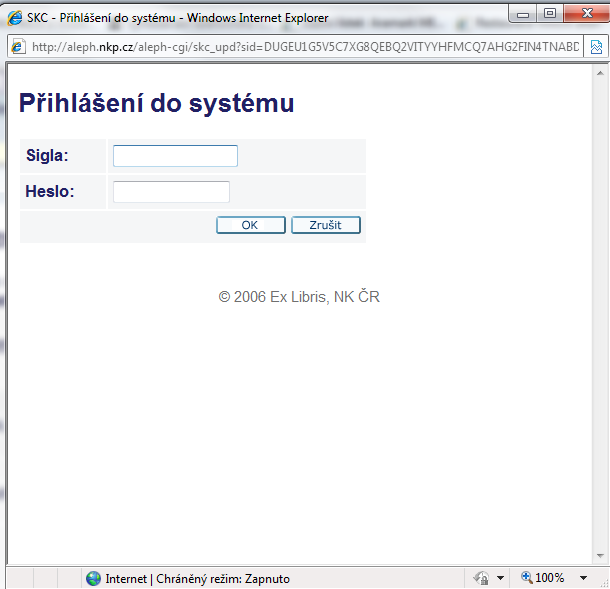 SKC - Přihlášení do systému - Windows Internet Explorer
http://aleph.nkp.cz/aleph-cgi/skc_upd?sid=DUGEU1G5V5C7XG8QEBQ2VITYYHFMCQ7AHG2FIN4TNABD
Přihlášení do systému
Sigla:
Heslo:
OK Zrušit
© 2006 Ex Libris, NK ČR
Internet | Chráněný režim: Zapnuto 100%